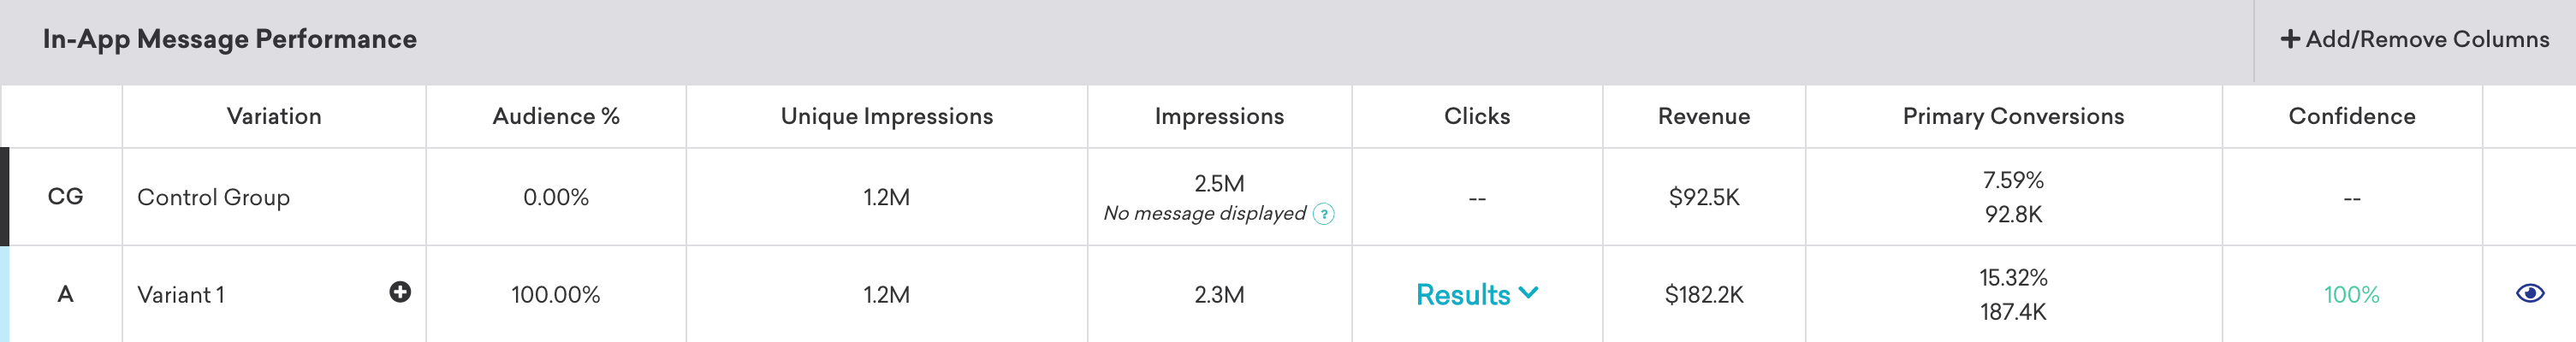 In-App Message Performance
+ Add/Remove Columns
Variation Audience % Unique Impressions Impressions Clicks Revenue Primary Conversions Confidence
CG Control Group 0.00% 1.2M 2.5M -- $92.5K 7.59% --
No message displayed ?
92.8K
A Variant 1 100.00% 1.2M 2.3M Results $182.2K 15.32% 100%
187.4K